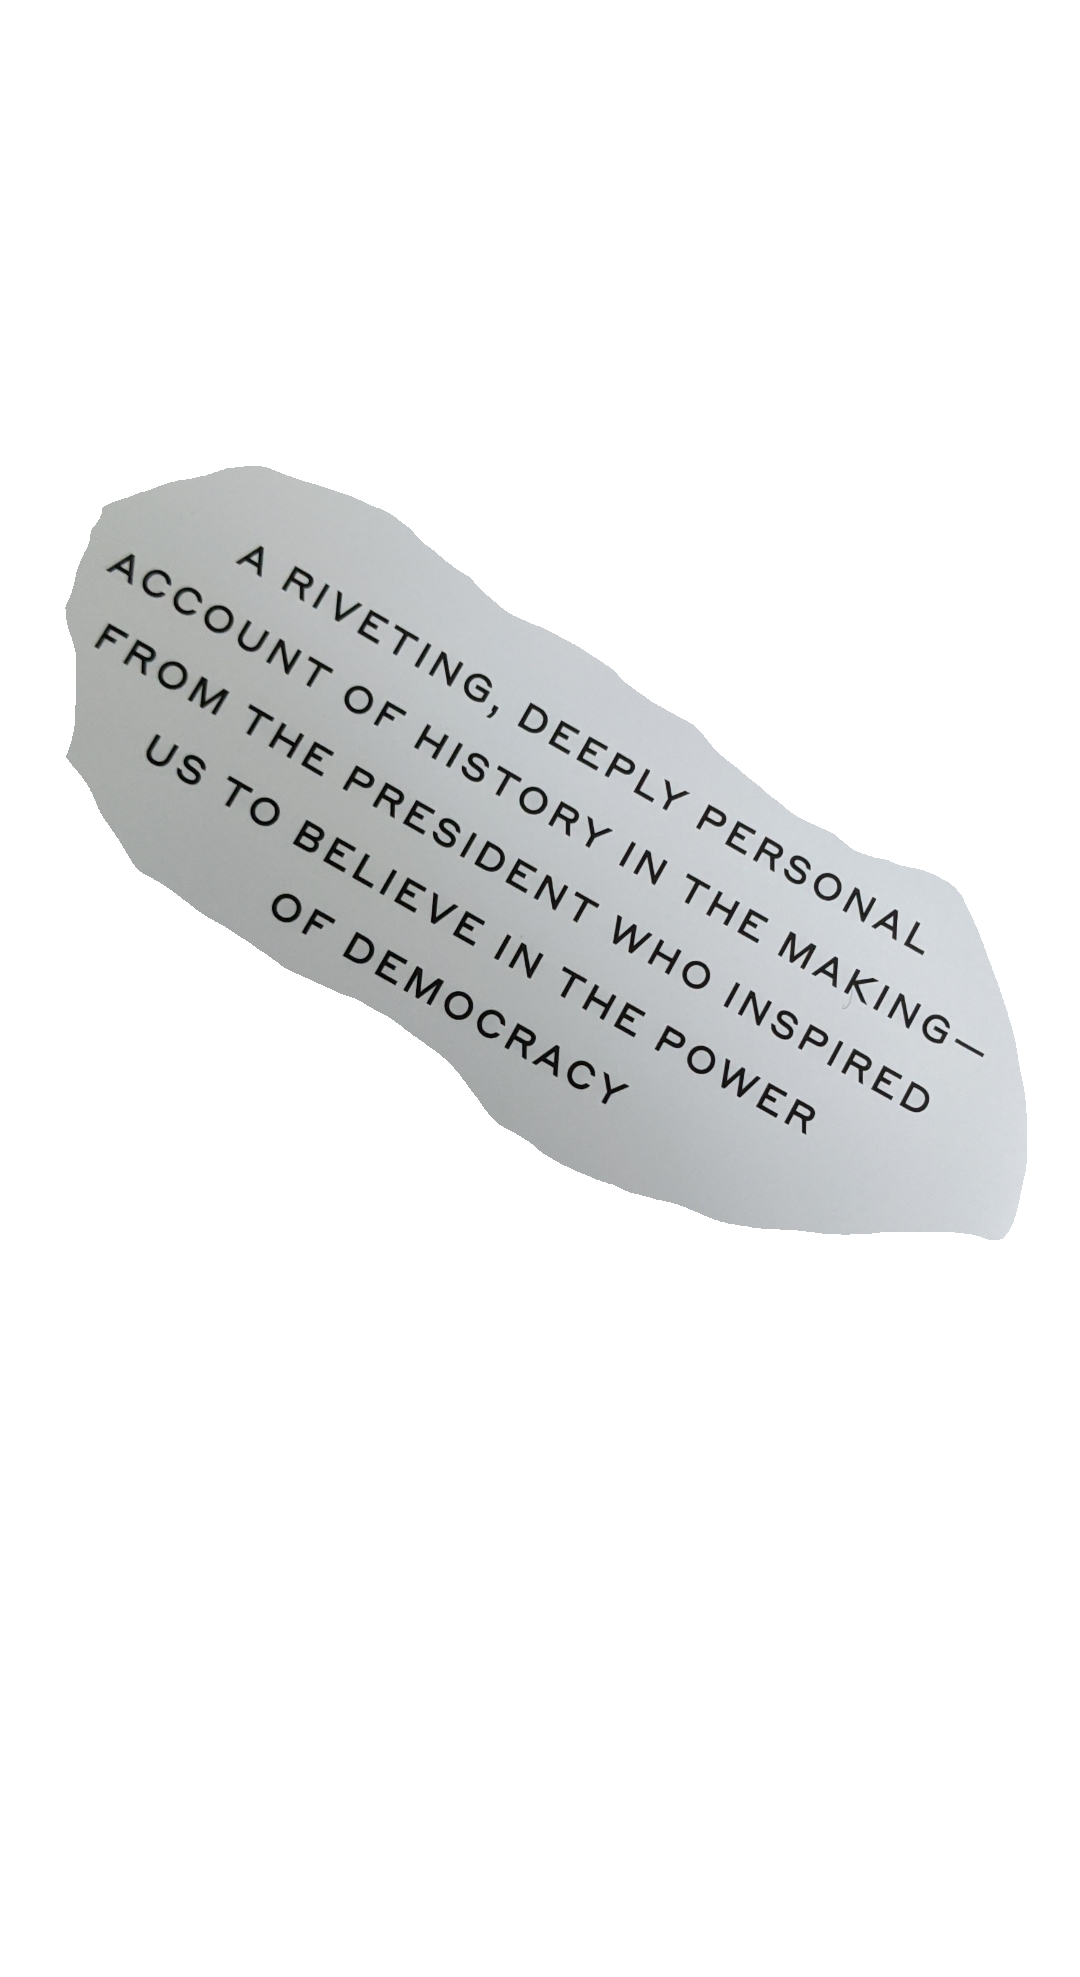 A RIVETING, DEEPLY PERSONAL
ACCOUNT OF HISTORY IN THE MAKING—
FROM THE PRESIDENT WHO INSPIRED
US TO BELIEVE IN THE POWER
OF DEMOCRACY